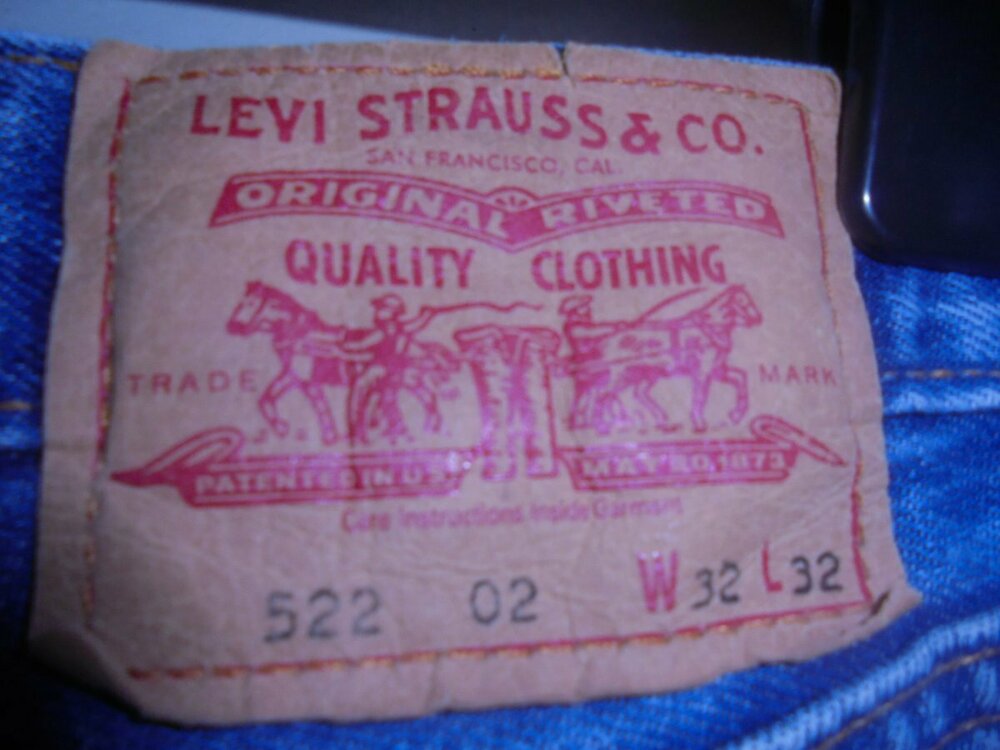 LEVI STRAUSS & CO.
SAN FRANCISCO, CAL.
ORIGINAL RIVETED
QUALITY CLOTHING
TRADE MARK
PATENTED IN U.S. MAY 20, 1873
Care Instructions Inside Garment
522 02 W 32 L 32